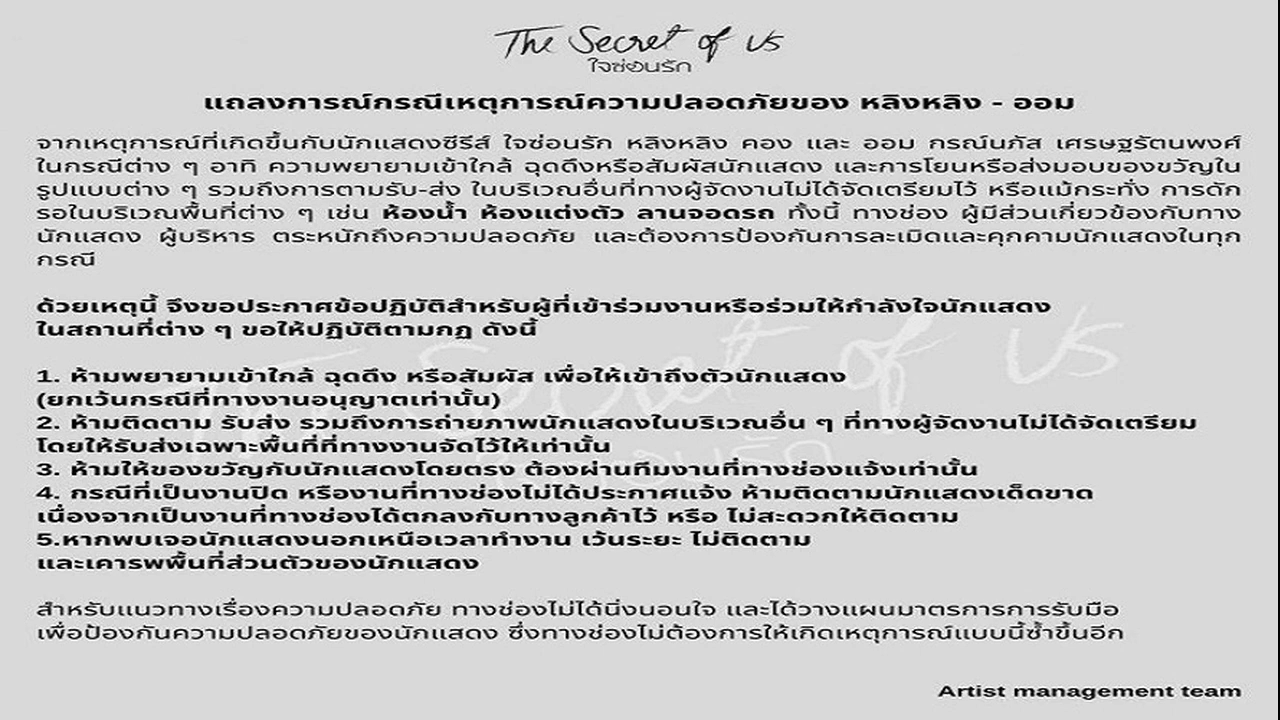 The Secret of Us
ใจซ่อนรัก
แถลงการณ์กรณีเหตุการณ์ความปลอดภัยของ หลิงหลิง - ออม
จากเหตุการณ์ที่เกิดขึ้นกับนักแสดงซีรีส์ ใจซ่อนรัก หลิงหลิง คอง และ ออม กรณ์นภัส เศรษฐรัตนพงศ์
ในกรณีต่าง ๆ อาทิ ความพยายามเข้าใกล้ ฉุดดึงหรือสัมผัสนักแสดง และการโยนหรือส่งมอบของขวัญใน
รูปแบบต่าง ๆ รวมถึงการตามรับ-ส่ง ในบริเวณอื่นที่ทางผู้จัดงานไม่ได้จัดเตรียมไว้ หรือแม้กระทั่ง การดัก
รอในบริเวณพื้นที่ต่าง ๆ เช่น ห้องน้ำ ห้องแต่งตัว ลานจอดรถ ทั้งนี้ ทางช่อง ผู้มีส่วนเกี่ยวข้องกับทาง
นักแสดง ผู้บริหาร ตระหนักถึงความปลอดภัย และต้องการป้องกันการละเมิดและคุกคามนักแสดงในทุก
กรณี
ด้วยเหตุนี้ จึงขอประกาศข้อปฏิบัติสำหรับผู้ที่เข้าร่วมงานหรือร่วมให้กำลังใจนักแสดง
ในสถานที่ต่าง ๆ ขอให้ปฏิบัติตามกฏ ดังนี้
1. ห้ามพยายามเข้าใกล้ ฉุดดึง หรือสัมผัส เพื่อให้เข้าถึงตัวนักแสดง
(ยกเว้นกรณีที่ทางงานอนุญาตเท่านั้น)
2. ห้ามติดตาม รับส่ง รวมถึงการถ่ายภาพนักแสดงในบริเวณอื่น ๆ ที่ทางผู้จัดงานไม่ได้จัดเตรียม
โดยให้รับส่งเฉพาะพื้นที่ที่ทางงานจัดไว้ให้เท่านั้น
3. ห้ามให้ของขวัญกับนักแสดงโดยตรง ต้องผ่านทีมงานที่ทางช่องแจ้งเท่านั้น
4. กรณีที่เป็นงานปิด หรืองานที่ทางช่องไม่ได้ประกาศแจ้ง ห้ามติดตามนักแสดงเด็ดขาด
เนื่องจากเป็นงานที่ทางช่องได้ตกลงกับทางลูกค้าไว้ หรือ ไม่สะดวกให้ติดตาม
5.หากพบเจอนักแสดงนอกเหนือเวลาทำงาน เว้นระยะ ไม่ติดตาม
และเคารพพื้นที่ส่วนตัวของนักแสดง
สำหรับแนวทางเรื่องความปลอดภัย ทางช่องไม่ได้นิ่งนอนใจ และได้วางแผนมาตรการการรับมือ
เพื่อป้องกันความปลอดภัยของนักแสดง ซึ่งทางช่องไม่ต้องการให้เกิดเหตุการณ์แบบนี้ซ้ำขึ้นอีก
Artist management team